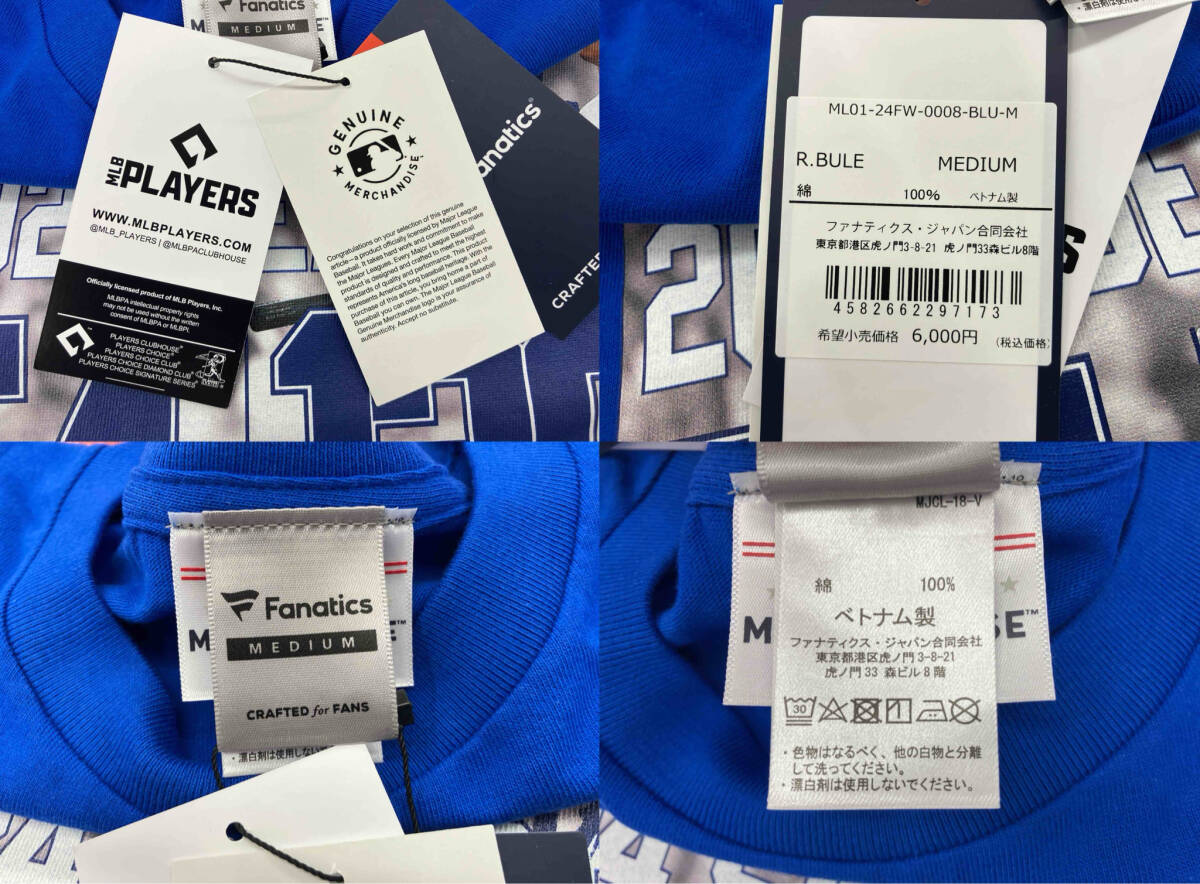 Fanatics
MEDIUM
MLB PLAYERS
WWW.MLBPLAYERS.COM
@MLB_PLAYERS | @MLBPACLUBHOUSE
Officially licensed product of MLB Players, Inc.
MLBPA intellectual property rights
may not be used without the written
consent of MLBPA or MLBPI.
PLAYERS CLUBHOUSE®
PLAYERS CHOICE®
PLAYERS CHOICE CLUB®
PLAYERS CHOICE DIAMOND CLUB®
PLAYERS CHOICE SIGNATURE SERIES®
GENUINE
MERCHANDISE
Congratulations on your selection of this genuine
article—a product officially licensed by Major League
Baseball. It takes hard work and commitment to make
the Major Leagues. Every Major League Baseball
product is designed and crafted to meet the highest
standards of quality and performance. This product
represents America's long baseball heritage. With the
purchase of this article, you bring home a part of
Baseball you can own. The Major League Baseball
Genuine Merchandise logo is your assurance of
authenticity. Accept no substitute.
anatics
CRAFTED
・漂白剤は使用しない
ML01-24FW-0008-BLU-M
R.BULE MEDIUM
綿 100% ベトナム製
ファナティクス・ジャパン合同会社
東京都港区虎ノ門3-8-21 虎ノ門33森ビル8階
4582662297173
希望小売価格 6,000円 (税込価格)
CRAFTE
S
Fanatics
MEDIUM
M E™
CRAFTED for FANS
・漂白剤は使用しない
MJCL-18-V
綿 100%
ベトナム製
M SE™
ファナティクス・ジャパン合同会社
東京都港区虎ノ門3-8-21
虎ノ門33 森ビル8階
30
・色物はなるべく、他の白物と分離
して洗ってください。
・漂白剤は使用しないでください。